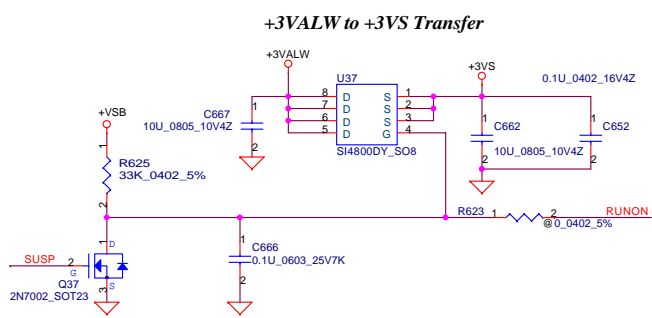 +3VALW to +3VS Transfer
+3VALW
+3VS
U37
0.1U_0402_16V4Z
8 D S 1
7 D S 2
6 D S 3
5 D G 4
SI4800DY_SO8
1
C667
10U_0805_10V4Z
2
1
C662
10U_0805_10V4Z
2
1
C652
2
+VSB
1
R625
33K_0402_5%
2
R623 1 2 RUNON
@0_0402_5%
1
C666
0.1U_0603_25V7K
2
SUSP 2 G
1 D
3 S
Q37
2N7002_SOT23